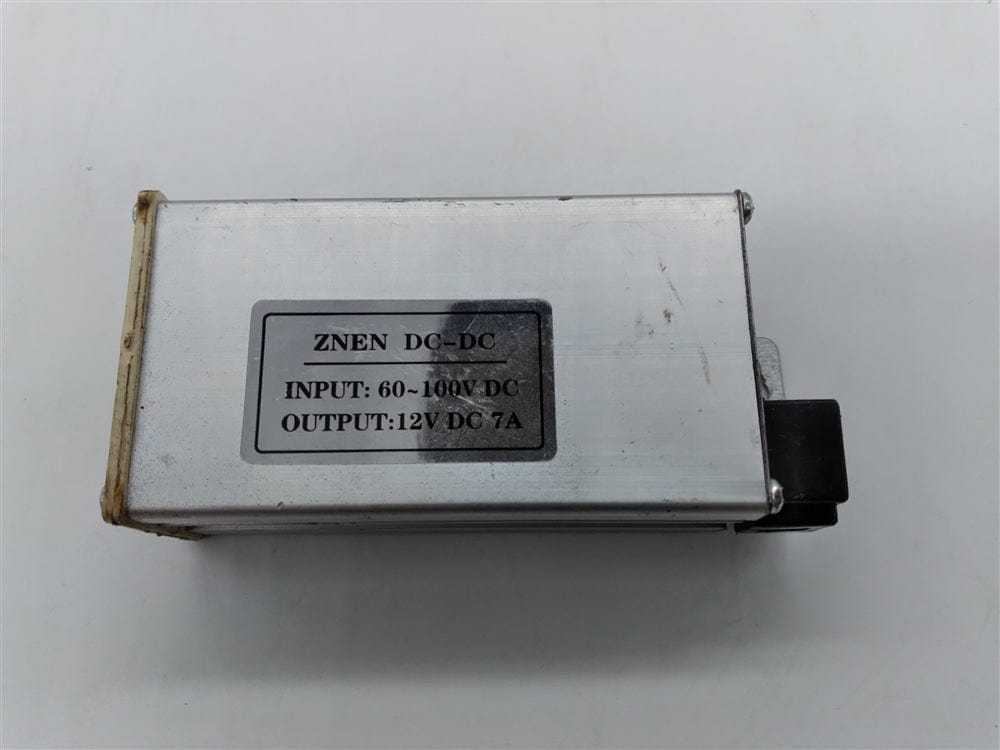 ZNEN DC-DC
INPUT: 60~100V DC
OUTPUT:12V DC 7A